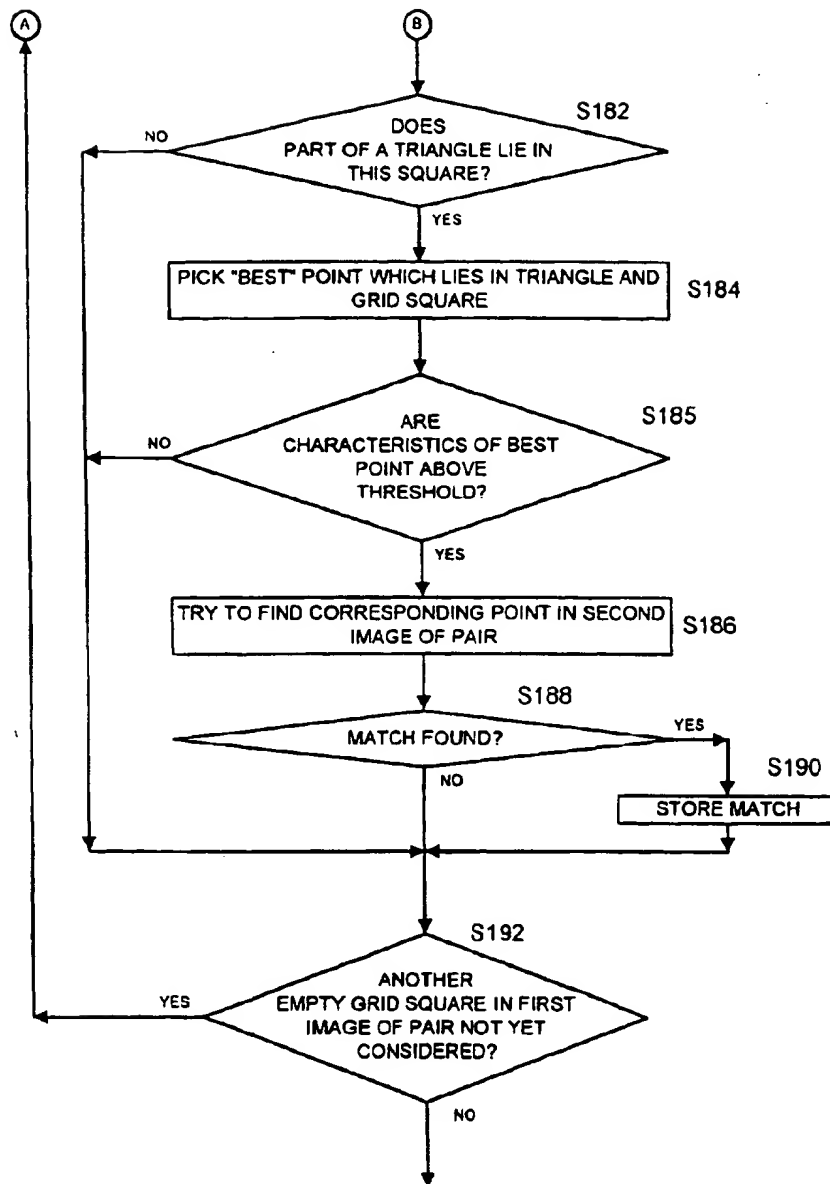 A
B
S182
DOES
PART OF A TRIANGLE LIE IN
THIS SQUARE?
NO
YES
PICK "BEST" POINT WHICH LIES IN TRIANGLE AND
GRID SQUARE
S184
S185
ARE
CHARACTERISTICS OF BEST
POINT ABOVE
THRESHOLD?
NO
YES
TRY TO FIND CORRESPONDING POINT IN SECOND
IMAGE OF PAIR
S186
S188
MATCH FOUND?
YES
NO
S190
STORE MATCH
S192
ANOTHER
EMPTY GRID SQUARE IN FIRST
IMAGE OF PAIR NOT YET
CONSIDERED?
YES
NO